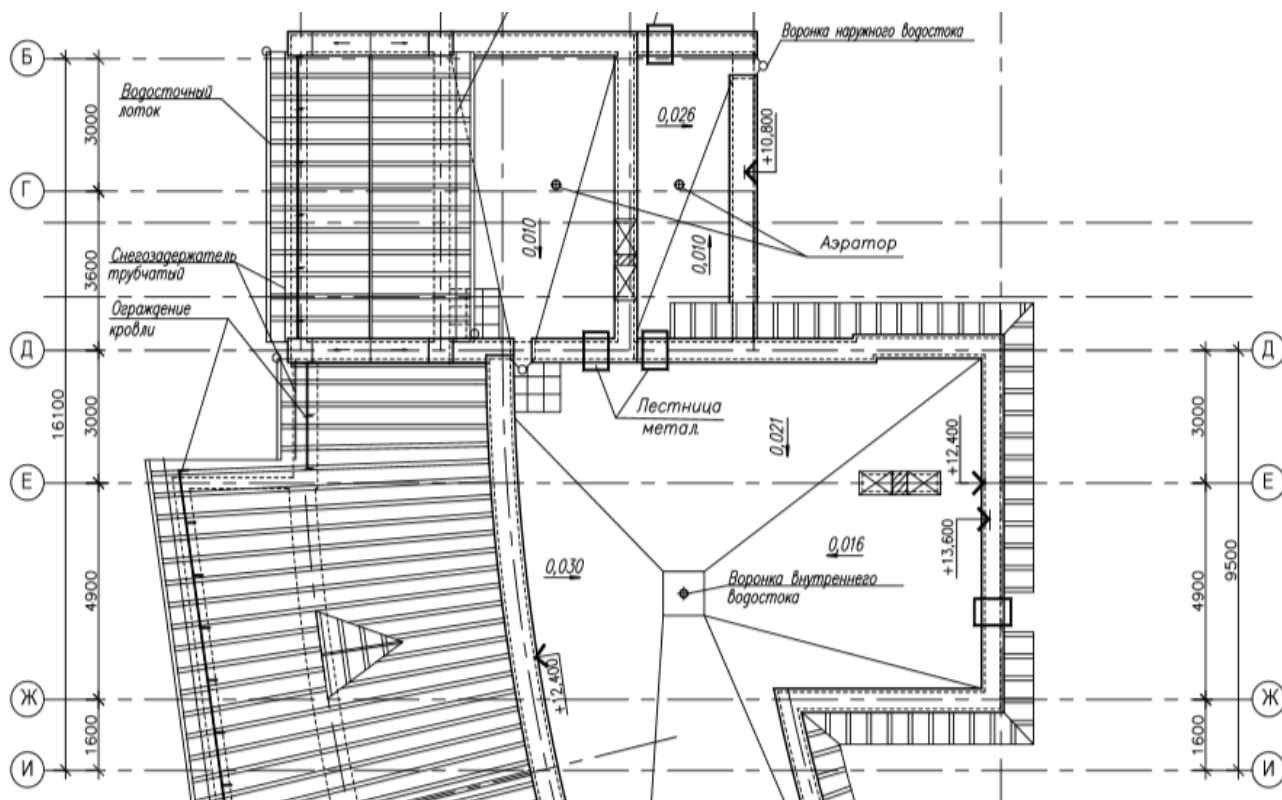 Воронка наружного водостока
Б
Водосточный
лоток
3000
0,026
+10,800
Г
0,010
0,010
Аэратор
Снегозадержатель
трубчатый
3600
Ограждение
кровли
Д
Д
16100
3000
Лестница
метал.
0,021
+12,400
3000
Е
Е
0,030
0,016
+13,600
Воронка внутреннего
водостока
4900
4900
9500
+12,400
Ж
Ж
1600
1600
И
И